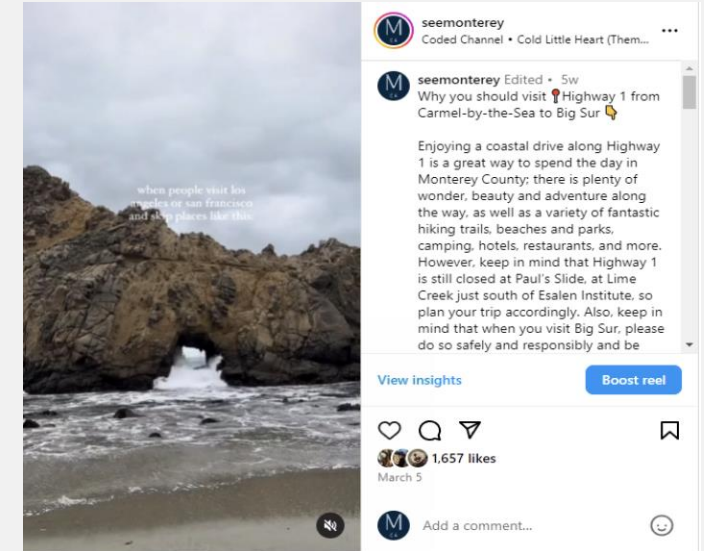 when people visit los
angeles or san francisco
and skip places like this.
M
CA
seemonterey
Coded Channel • Cold Little Heart (Them...
M
CA
seemonterey Edited • 5w
Why you should visit 📍Highway 1 from
Carmel-by-the-Sea to Big Sur 👇
Enjoying a coastal drive along Highway
1 is a great way to spend the day in
Monterey County; there is plenty of
wonder, beauty and adventure along
the way, as well as a variety of fantastic
hiking trails, beaches and parks,
camping, hotels, restaurants, and more.
However, keep in mind that Highway 1
is still closed at Paul's Slide, at Lime
Creek just south of Esalen Institute, so
plan your trip accordingly. Also, keep in
mind that when you visit Big Sur, please
do so safely and responsibly and be
View insights
Boost reel
1,657 likes
March 5
M
CA
Add a comment...